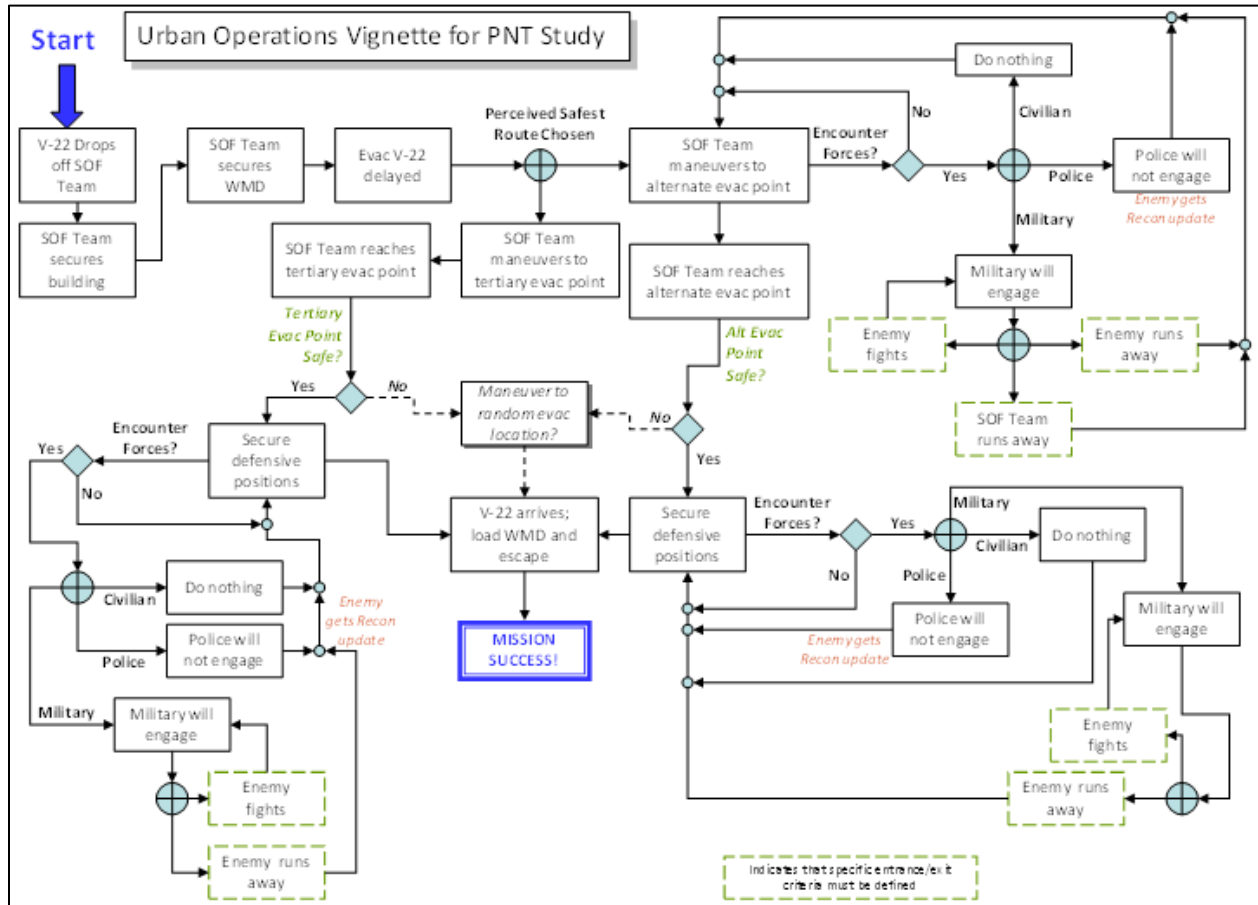 Start
Urban Operations Vignette for PNT Study
V-22 Drops
off SOF
Team
SOF Team
secures
building
SOF Team
secures
WMD
Evac V-22
delayed
Perceived Safest
Route Chosen
SOF Team
maneuvers to
alternate evac point
Encounter
Forces?
No
Yes
Do nothing
Civilian
Police
Police will
not engage
Enemy gets
Recon update
Military
Military will
engage
Enemy
fights
Enemy runs
away
SOF Team
runs away
SOF Team reaches
tertiary evac point
SOF Team
maneuvers to
tertiary evac point
SOF Team reaches
alternate evac point
Tertiary
Evac Point
Safe?
Yes
No
Maneuver to
random evac
location?
Alt Evac
Point
Safe?
No
Yes
Encounter
Forces?
Yes
No
Secure
defensive
positions
V-22 arrives;
load WMD and
escape
MISSION
SUCCESS!
Secure
defensive
positions
Encounter
Forces?
Yes
No
Military
Civilian
Do nothing
Police
Police will
not engage
Enemy gets
Recon update
Military will
engage
Enemy
fights
Enemy runs
away
Civilian
Do nothing
Police
Police will
not engage
Enemy
gets Recon
update
Military
Military will
engage
Enemy
fights
Enemy runs
away
Indicates that specific entrance/exit
criteria must be defined